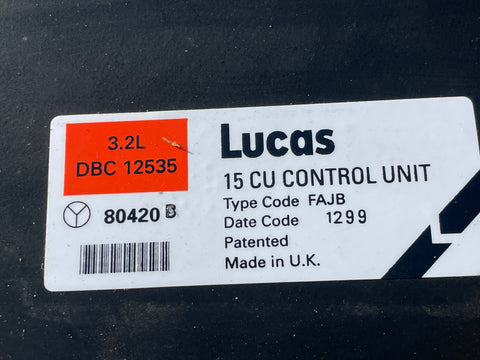 3.2L
DBC 12535
80420 B
Lucas
15 CU CONTROL UNIT
Type Code FAJB
Date Code 1299
Patented
Made in U.K.